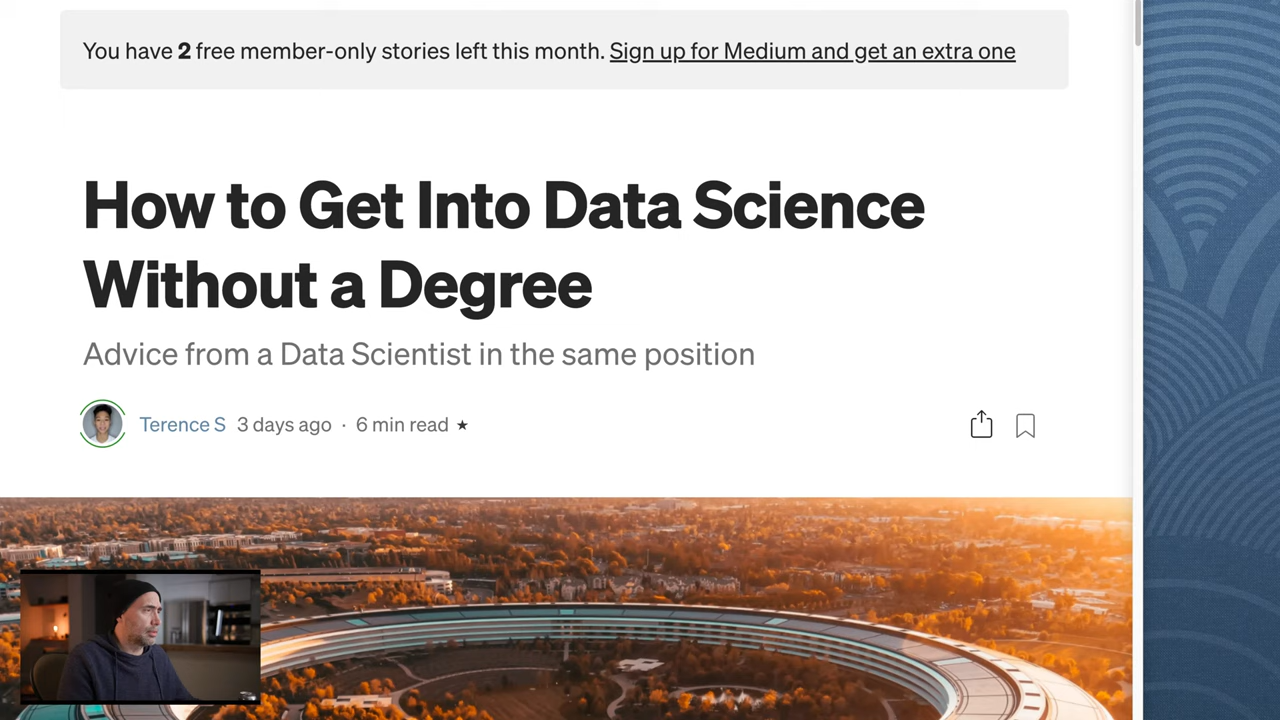 You have 2 free member-only stories left this month. Sign up for Medium and get an extra one
How to Get Into Data Science
Without a Degree
Advice from a Data Scientist in the same position
Terence S 3 days ago · 6 min read ★